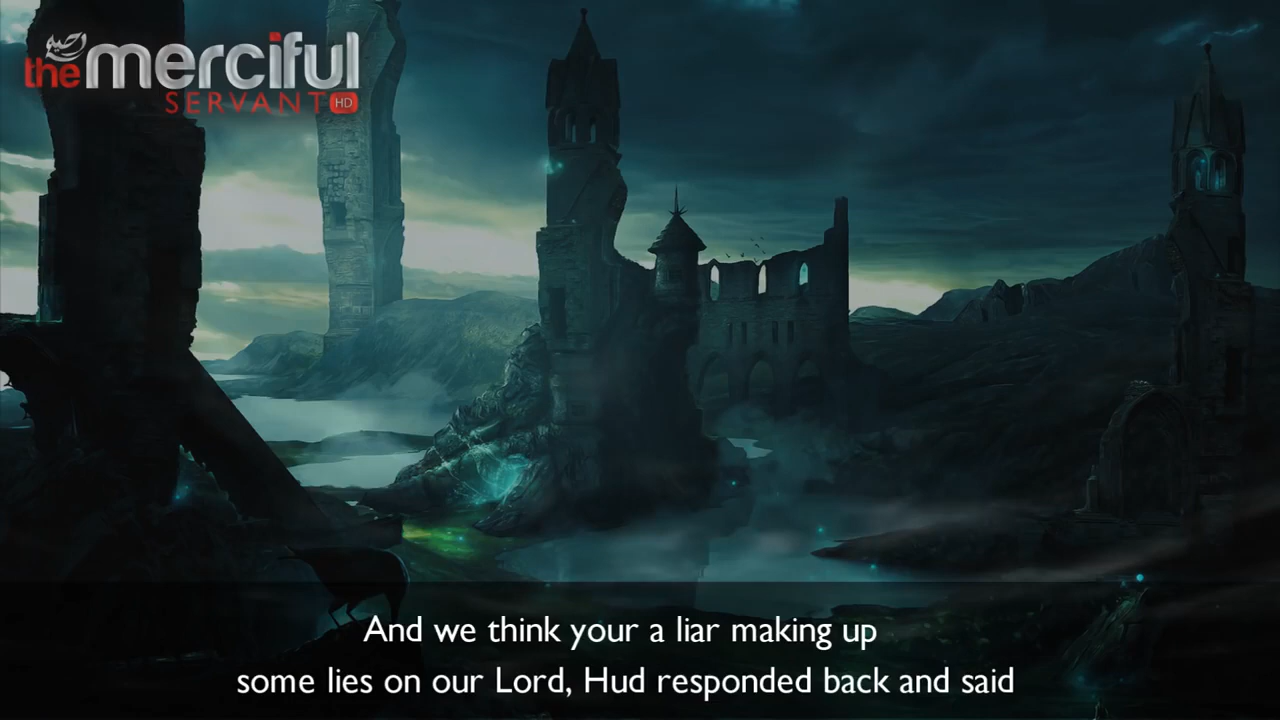 the merciful
SERVANT HD
And we think your a liar making up
some lies on our Lord, Hud responded back and said